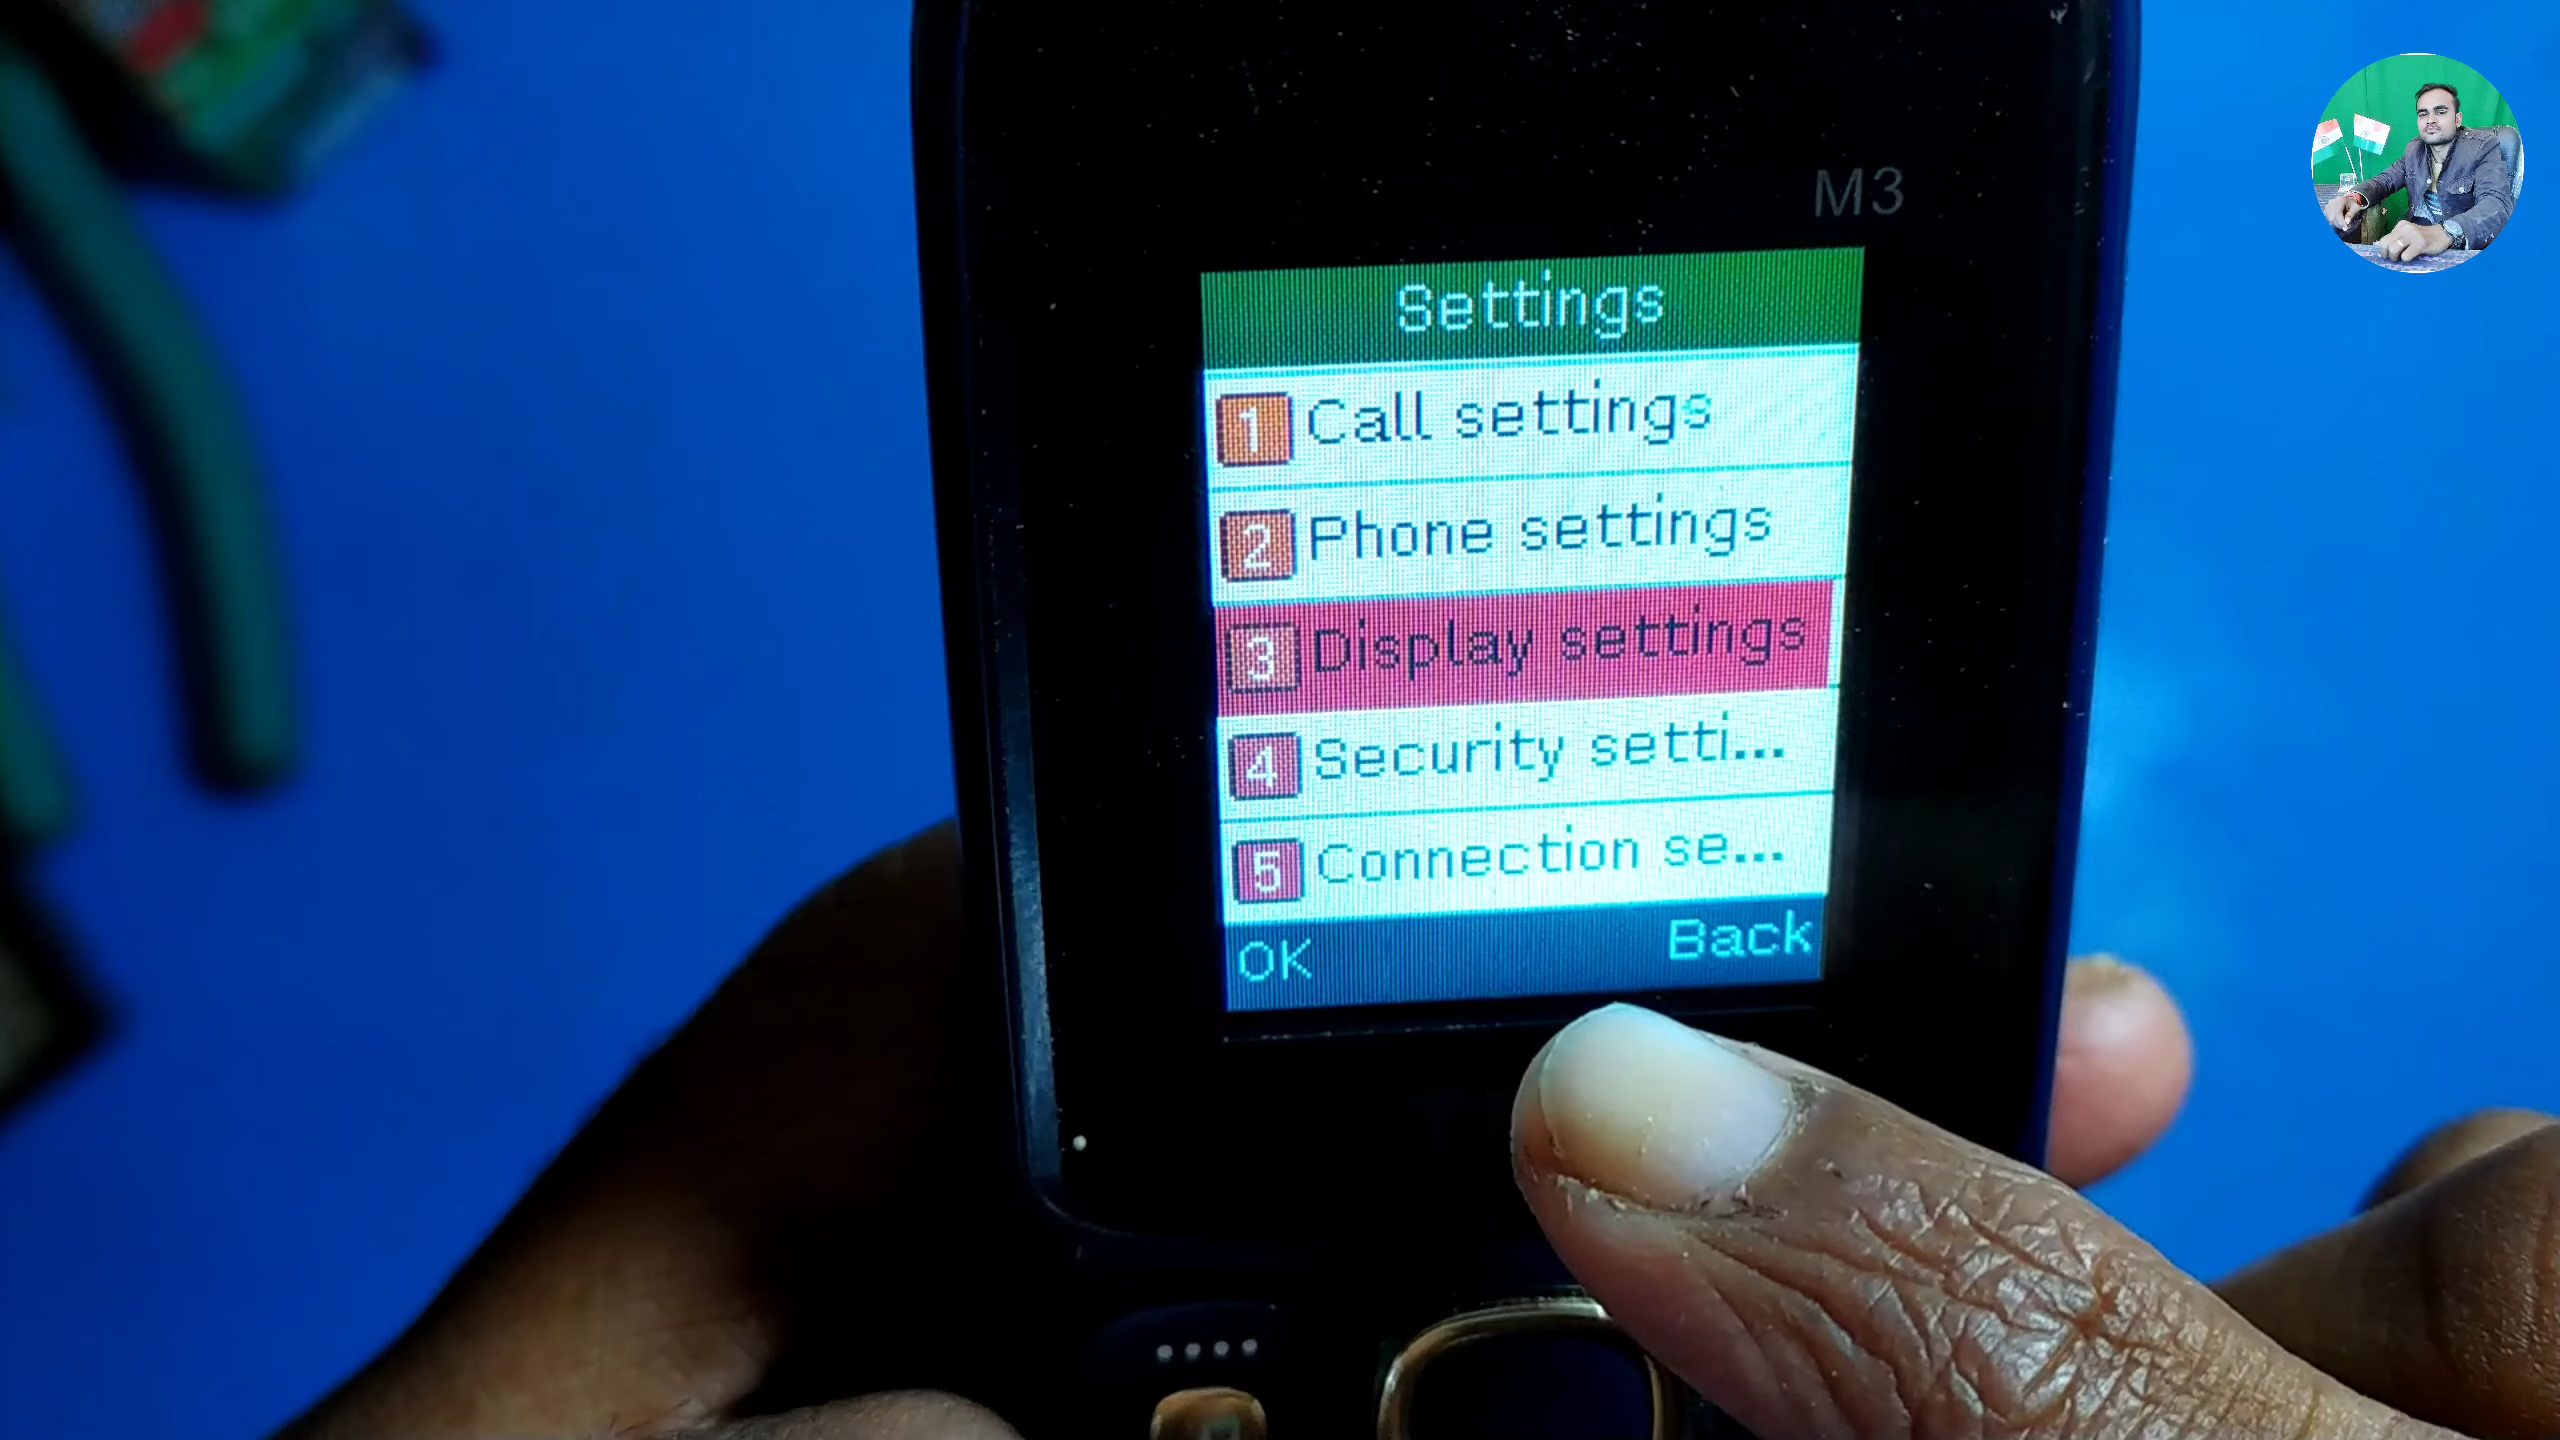 M3
Settings
1 Call settings
2 Phone settings
3 Display settings
4 Security setti...
5 Connection se...
OK Back